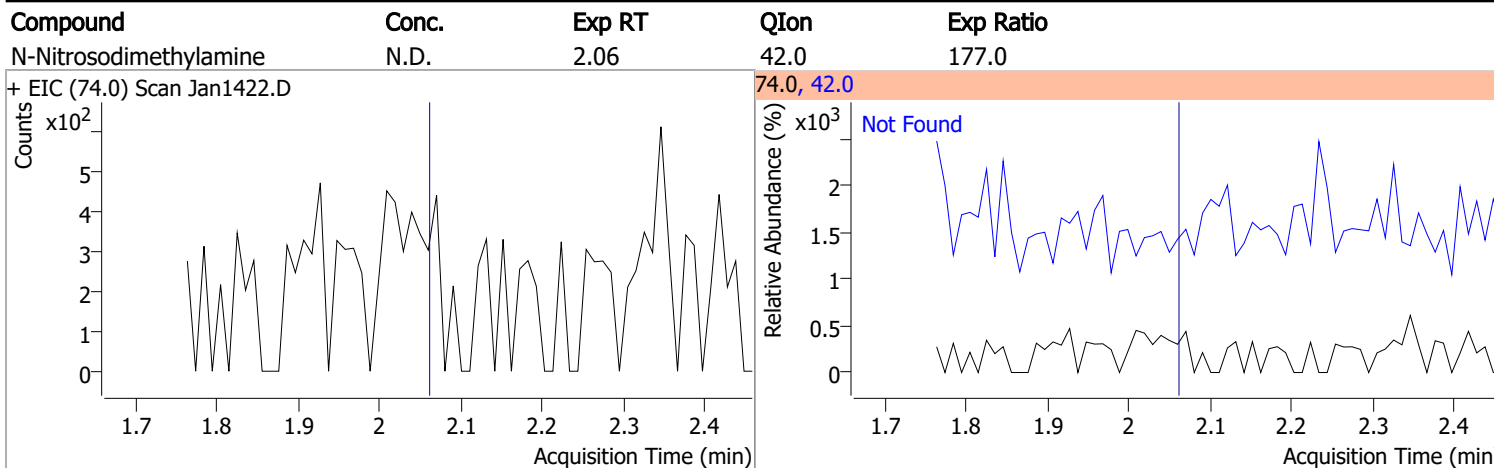 Compound Conc. Exp RT QIon Exp Ratio
N-Nitrosodimethylamine N.D. 2.06 42.0 177.0
+ EIC (74.0) Scan Jan1422.D
Counts
x10²
5
4
3
2
1
0
1.7 1.8 1.9 2 2.1 2.2 2.3 2.4
Acquisition Time (min)
74.0, 42.0
Relative Abundance (%)
x10³
Not Found
2
1.5
1
0.5
0
1.7 1.8 1.9 2 2.1 2.2 2.3 2.4
Acquisition Time (min